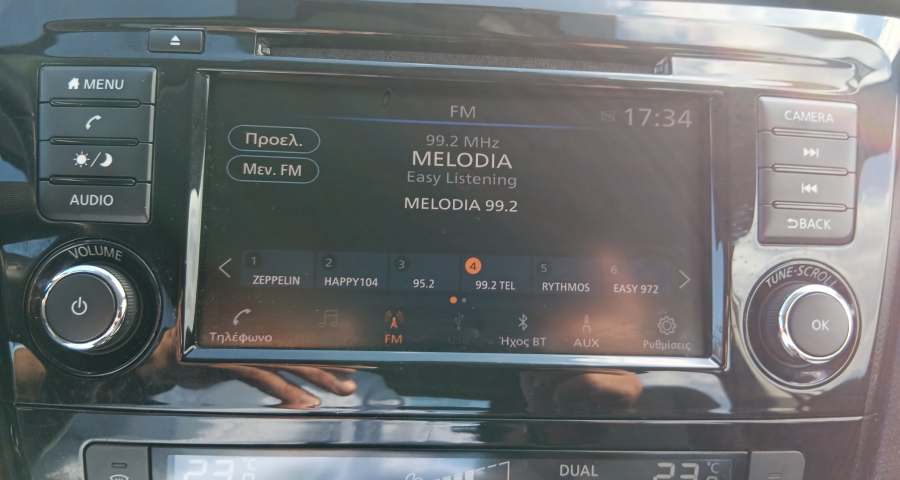 MENU
AUDIO
VOLUME
FM
17:34
Προελ.
Μεν. FM
99.2 MHz
MELODIA
Easy Listening
MELODIA 99.2
1 ZEPPELIN
2 HAPPY104
3 95.2
4 99.2 TEL
5 RYTHMOS
6 EASY 972
Τηλέφωνο
FM
Ήχος BT
AUX
Ρυθμίσεις
CAMERA
BACK
TUNE-SCROLL
OK
23 °C
DUAL
23 °C